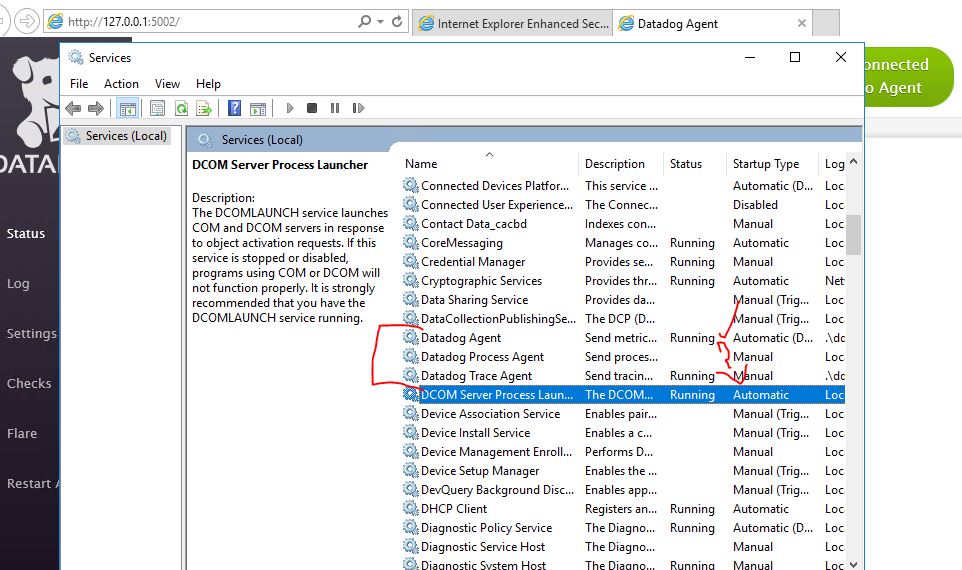 http://127.0.0.1:5002/
Internet Explorer Enhanced Sec...
Datadog Agent
Services
File Action View Help
Services (Local)
Services (Local)
DCOM Server Process Launcher
Description:
The DCOMLAUNCH service launches
COM and DCOM servers in response
to object activation requests. If this
service is stopped or disabled,
programs using COM or DCOM will
not function properly. It is strongly
recommended that you have the
DCOMLAUNCH service running.
Name Description Status Startup Type Log
Connected Devices Platfor... This service ... Automatic (D... Loc
Connected User Experience... The Connec... Disabled Loc
Contact Data_cacbd Indexes con... Manual Loc
CoreMessaging Manages co... Running Automatic Loc
Credential Manager Provides se... Running Manual Loc
Cryptographic Services Provides thr... Running Automatic Net
Data Sharing Service Provides da... Manual (Trig... Loc
DataCollectionPublishingSe... The DCP (D... Manual (Trig... Loc
Datadog Agent Send metric... Running Automatic (D... .\dd
Datadog Process Agent Send proces... Manual Loc
Datadog Trace Agent Send tracin... Running Manual .\dd
DCOM Server Process Laun... The DCOM... Running Automatic Loc
Device Association Service Enables pair... Manual (Trig... Loc
Device Install Service Enables a c... Manual (Trig... Loc
Device Management Enroll... Performs D... Manual Loc
Device Setup Manager Enables the ... Manual (Trig... Loc
DevQuery Background Disc... Enables app... Manual (Trig... Loc
DHCP Client Registers an... Running Automatic Loc
Diagnostic Policy Service The Diagno... Running Automatic (D... Loc
Diagnostic Service Host The Diagno... Manual Loc
Diagnostic System Host The Diagno... Running Manual Loc
DATA
Status
Log
Settings
Checks
Flare
Restart A
onnected
o Agent